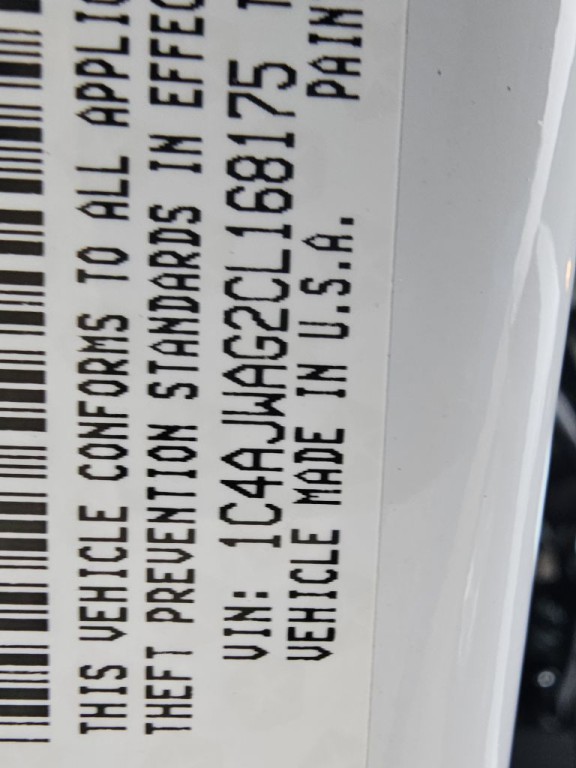 THIS VEHICLE CONFORMS TO ALL APPLIC
THEFT PREVENTION STANDARDS IN EFFEC
VIN: 1C4AJWAG2CL168175 T
VEHICLE MADE IN U.S.A. PAIN